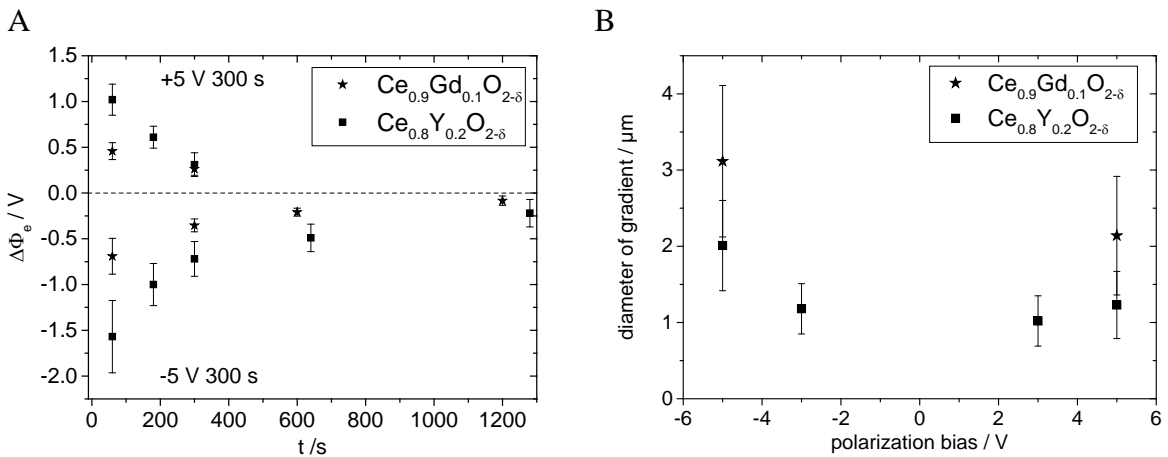 A
B
+5 V 300 s
Ce0.9Gd0.1O2-δ
Ce0.8Y0.2O2-δ
-5 V 300 s
1.5
1.0
0.5
0.0
-0.5
-1.0
-1.5
-2.0
ΔΦe / V
0 200 400 600 800 1000 1200
t /s
Ce0.9Gd0.1O2-δ
Ce0.8Y0.2O2-δ
4
3
2
1
0
diameter of gradient / μm
-6 -4 -2 0 2 4 6
polarization bias / V